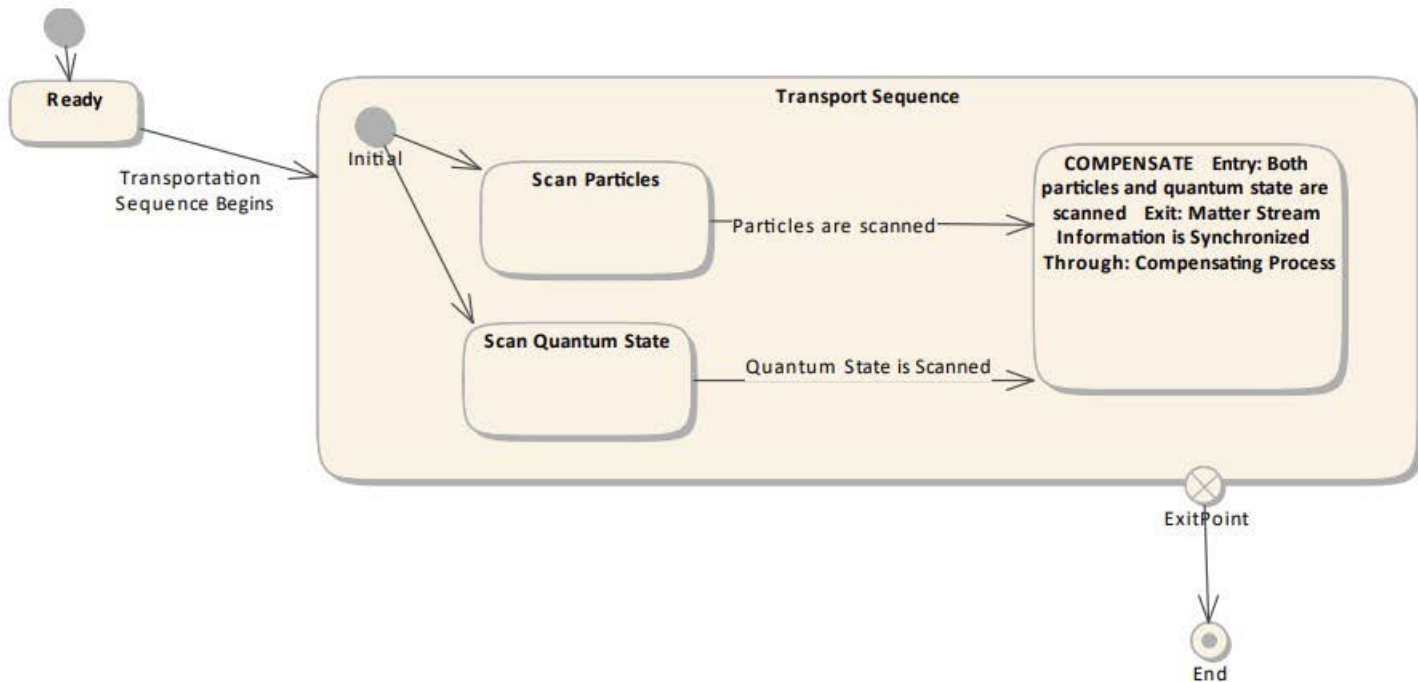 Ready
Transportation
Sequence Begins
Transport Sequence
Initial
Scan Particles
Particles are scanned
COMPENSATE Entry: Both
particles and quantum state are
scanned Exit: Matter Stream
Information is Synchronized
Through: Compensating Process
Scan Quantum State
Quantum State is Scanned
ExitPoint
End